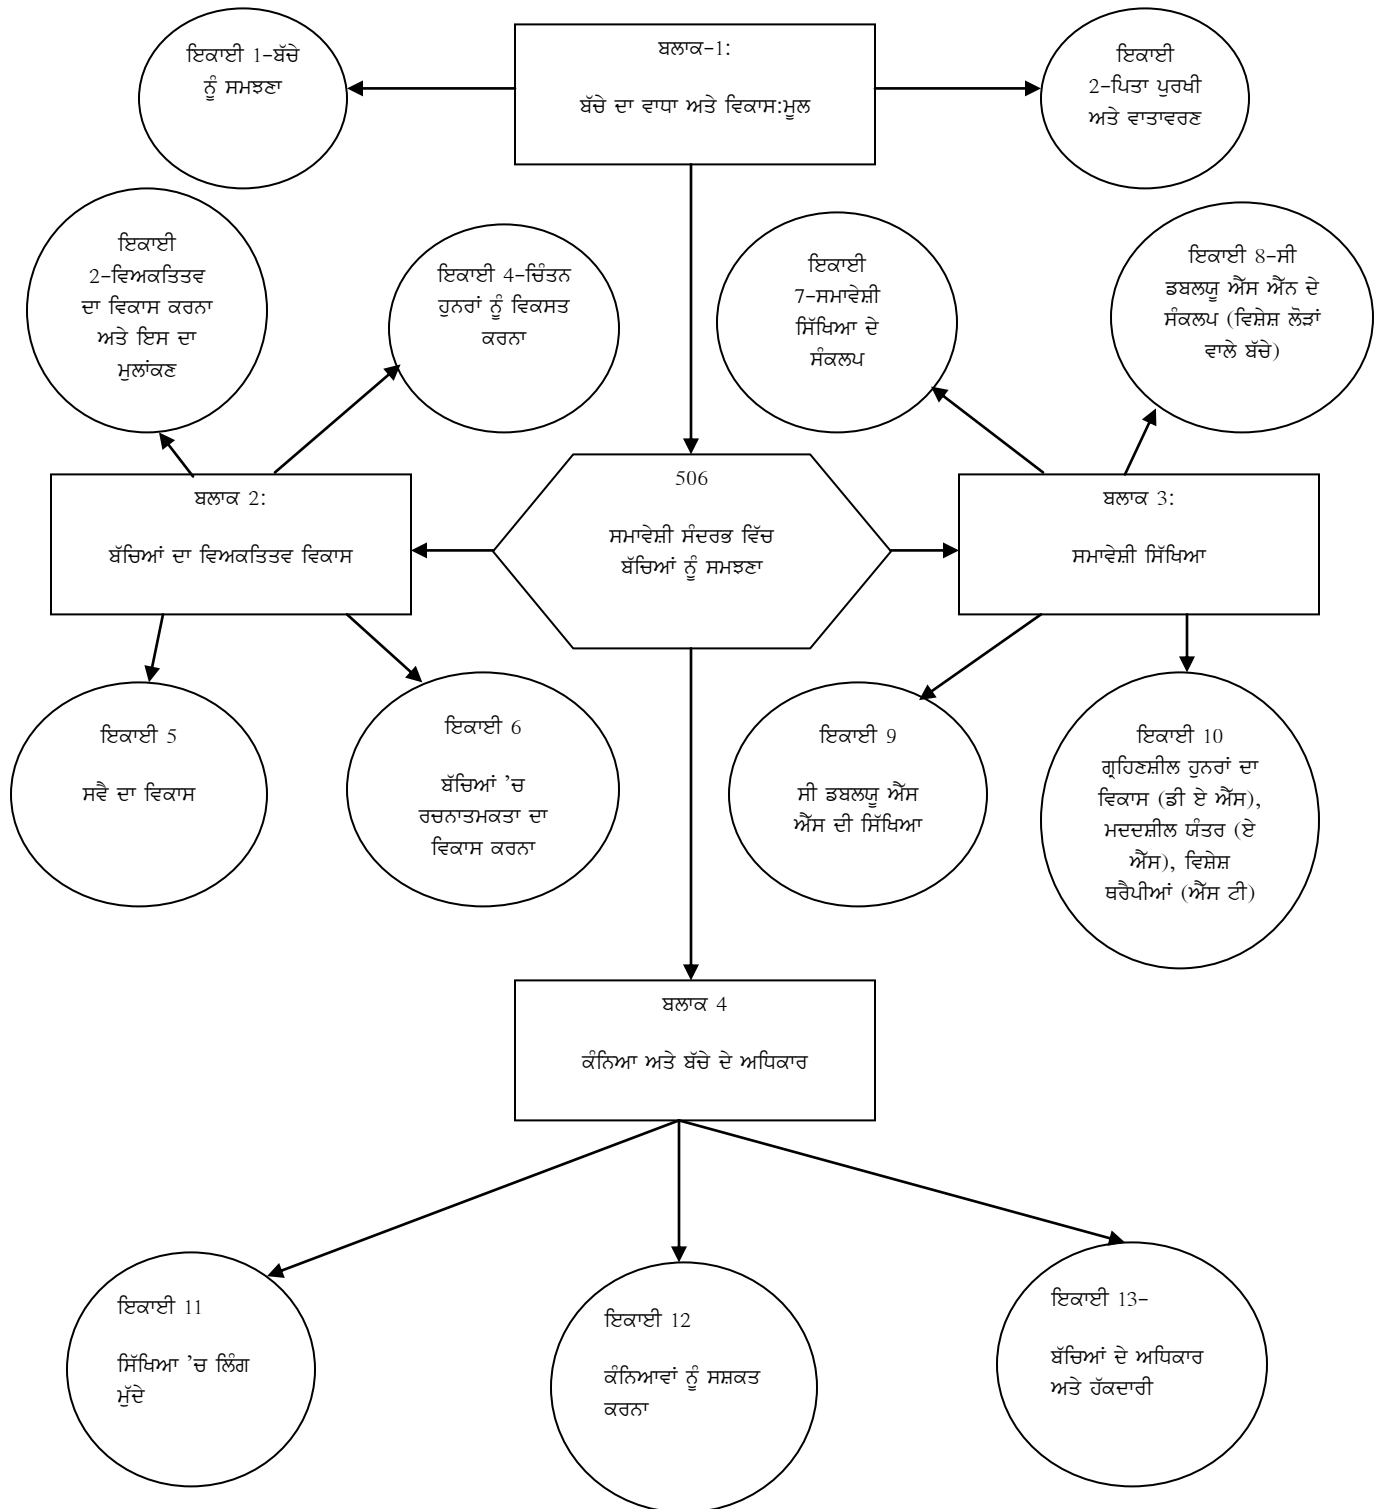 ਇਕਾਈ 1-ਬੱਚੇ
ਨੂੰ ਸਮਝਣਾ
ਬਲਾਕ-1:
ਬੱਚੇ ਦਾ ਵਾਧਾ ਅਤੇ ਵਿਕਾਸ:ਮੂਲ
ਇਕਾਈ
2-ਪਿਤਾ ਪੁਰਖੀ
ਅਤੇ ਵਾਤਾਵਰਣ
ਇਕਾਈ
2-ਵਿਅਕਤਿਤਵ
ਦਾ ਵਿਕਾਸ ਕਰਨਾ
ਅਤੇ ਇਸ ਦਾ
ਮੁਲਾਂਕਣ
ਇਕਾਈ 4-ਚਿੰਤਨ
ਹੁਨਰਾਂ ਨੂੰ ਵਿਕਸਤ
ਕਰਨਾ
ਇਕਾਈ
7-ਸਮਾਵੇਸ਼ੀ
ਸਿੱਖਿਆ ਦੇ
ਸੰਕਲਪ
ਇਕਾਈ 8-ਸੀ
ਡਬਲਯੂ ਐੱਸ ਐੱਨ ਦੇ
ਸੰਕਲਪ (ਵਿਸ਼ੇਸ਼ ਲੋੜਾਂ
ਵਾਲੇ ਬੱਚੇ)
ਬਲਾਕ 2:
ਬੱਚਿਆਂ ਦਾ ਵਿਅਕਤਿਤਵ ਵਿਕਾਸ
506
ਸਮਾਵੇਸ਼ੀ ਸੰਦਰਭ ਵਿੱਚ
ਬੱਚਿਆਂ ਨੂੰ ਸਮਝਣਾ
ਬਲਾਕ 3:
ਸਮਾਵੇਸ਼ੀ ਸਿੱਖਿਆ
ਇਕਾਈ 5
ਸਵੈ ਦਾ ਵਿਕਾਸ
ਇਕਾਈ 6
ਬੱਚਿਆਂ ’ਚ
ਰਚਨਾਤਮਕਤਾ ਦਾ
ਵਿਕਾਸ ਕਰਨਾ
ਇਕਾਈ 9
ਸੀ ਡਬਲਯੂ ਐੱਸ
ਐੱਸ ਦੀ ਸਿੱਖਿਆ
ਇਕਾਈ 10
ਗ੍ਰਹਿਣਸ਼ੀਲ ਹੁਨਰਾਂ ਦਾ
ਵਿਕਾਸ (ਡੀ ਏ ਐੱਸ),
ਮਦਦਸ਼ੀਲ ਯੰਤਰ (ਏ
ਐੱਸ), ਵਿਸ਼ੇਸ਼
ਥਰੈਪੀਆਂ (ਐੱਸ ਟੀ)
ਬਲਾਕ 4
ਕੰਨਿਆ ਅਤੇ ਬੱਚੇ ਦੇ ਅਧਿਕਾਰ
ਇਕਾਈ 11
ਸਿੱਖਿਆ ’ਚ ਲਿੰਗ
ਮੁੱਦੇ
ਇਕਾਈ 12
ਕੰਨਿਆਵਾਂ ਨੂੰ ਸਸ਼ਕਤ
ਕਰਨਾ
ਇਕਾਈ 13-
ਬੱਚਿਆਂ ਦੇ ਅਧਿਕਾਰ
ਅਤੇ ਹੱਕਦਾਰੀ